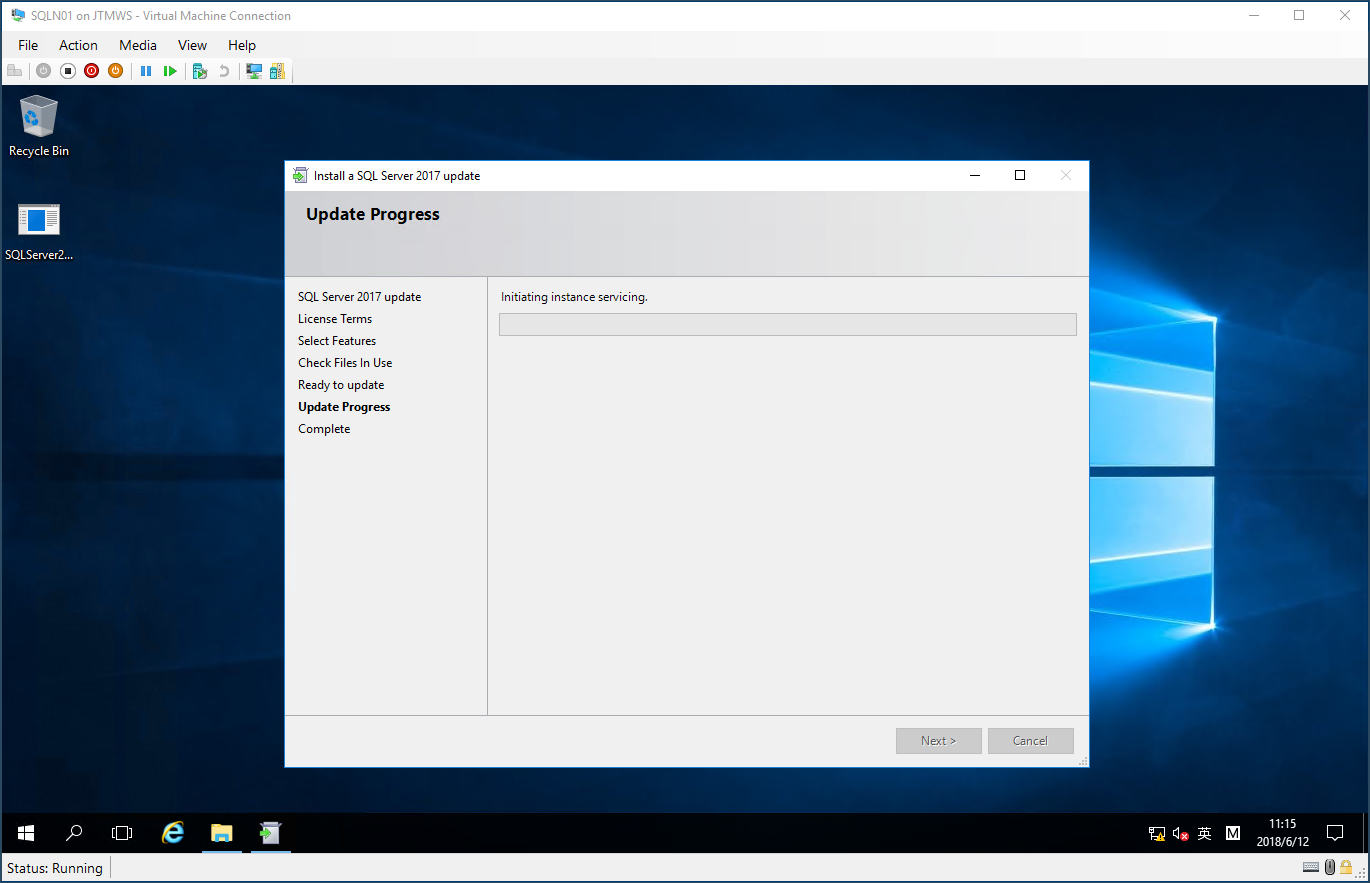 SQLN01 on JTMWS - Virtual Machine Connection
File Action Media View Help
Recycle Bin
SQLServer2...
Install a SQL Server 2017 update
Update Progress
SQL Server 2017 update
License Terms
Select Features
Check Files In Use
Ready to update
Update Progress
Complete
Initiating instance servicing.
Next > Cancel
英 M
11:15
2018/6/12
Status: Running